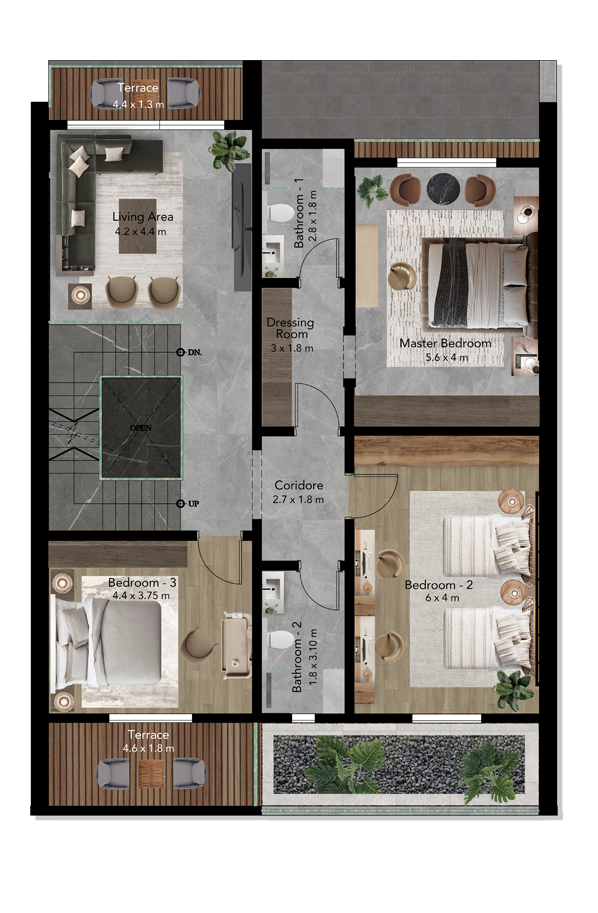 Terrace
4.4 x 1.3 m
Living Area
4.2 x 4.4 m
Bathroom - 1
2.8 x 1.8 m
Dressing
Room
3 x 1.8 m
Master Bedroom
5.6 x 4 m
DN.
OPEN
UP
Coridore
2.7 x 1.8 m
Bedroom - 3
4.4 x 3.75 m
Bedroom - 2
6 x 4 m
Bathroom - 2
1.8 x 3.10 m
Terrace
4.6 x 1.8 m